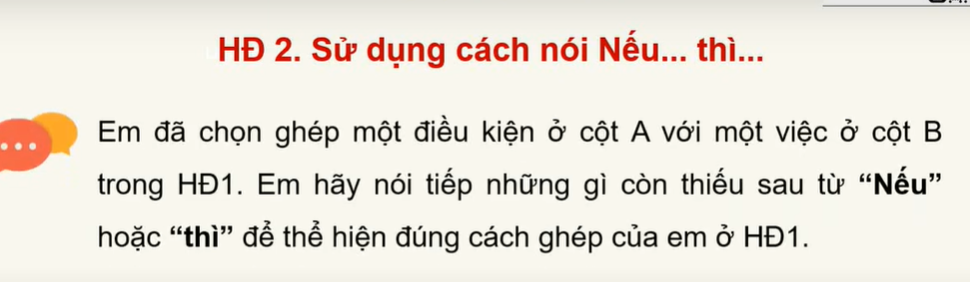 HĐ 2. Sử dụng cách nói Nếu... thì...
Em đã chọn ghép một điều kiện ở cột A với một việc ở cột B
trong HĐ1. Em hãy nói tiếp những gì còn thiếu sau từ “Nếu”
hoặc “thì” để thể hiện đúng cách ghép của em ở HĐ1.